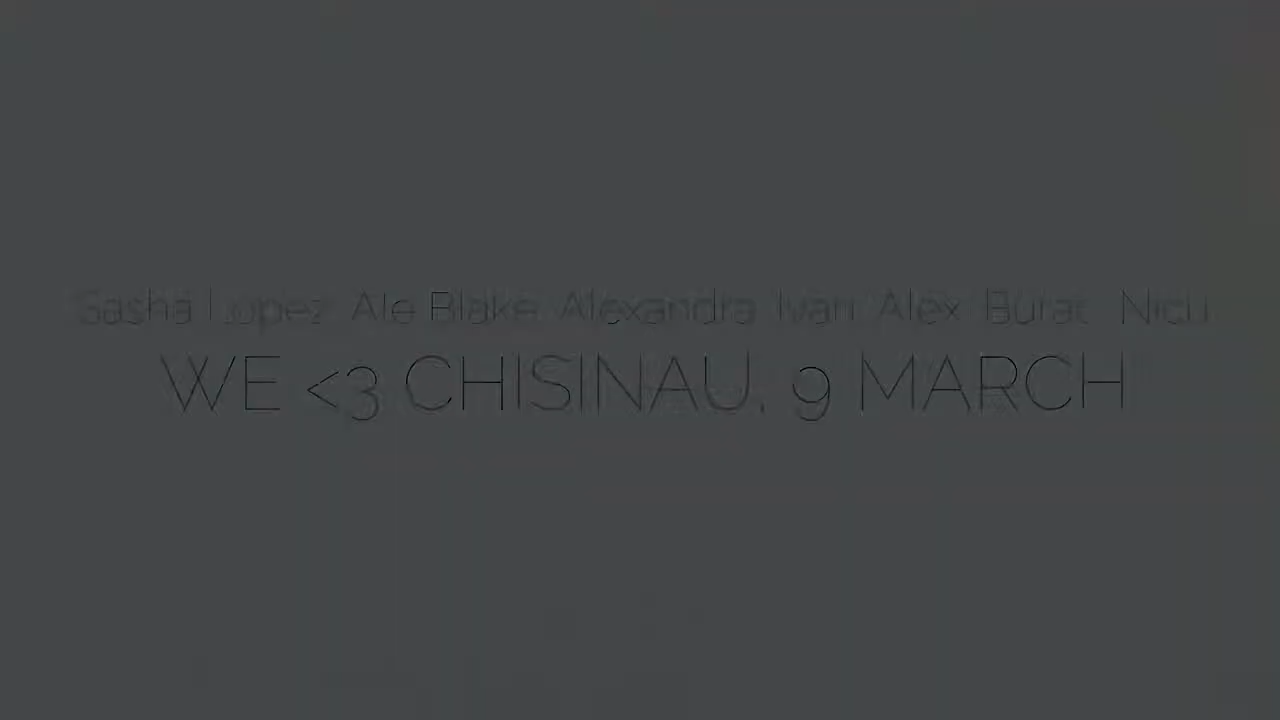 Sasha Lopez Ale Blake Alexandra Ivan Alex Burac Nicu
WE <3 CHISINAU, 9 MARCH